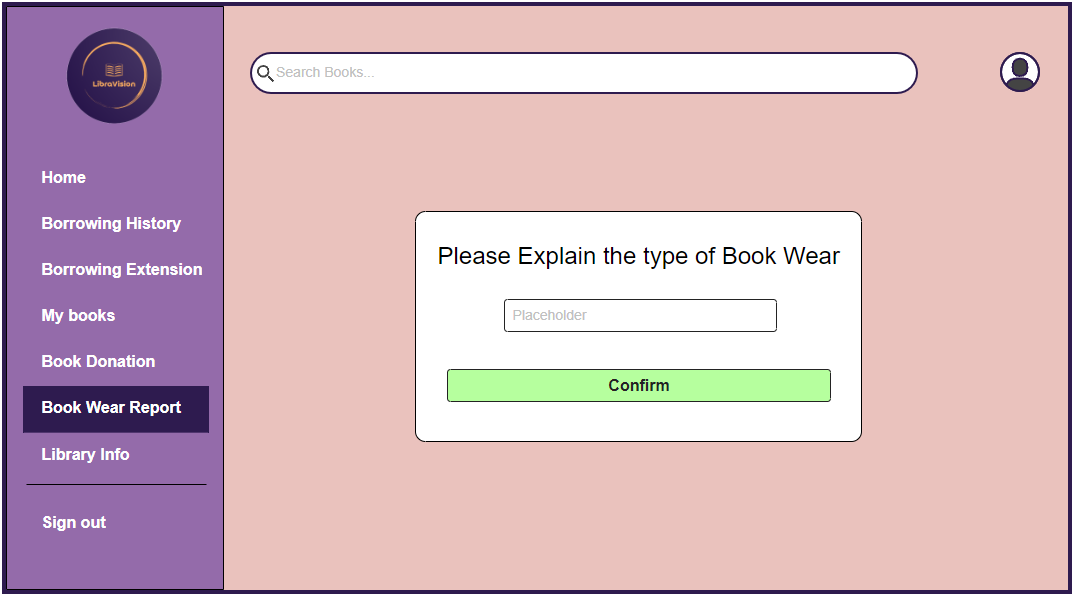 LibraVision
Home
Borrowing History
Borrowing Extension
My books
Book Donation
Book Wear Report
Library Info
Sign out
Search Books...
Please Explain the type of Book Wear
Placeholder
Confirm